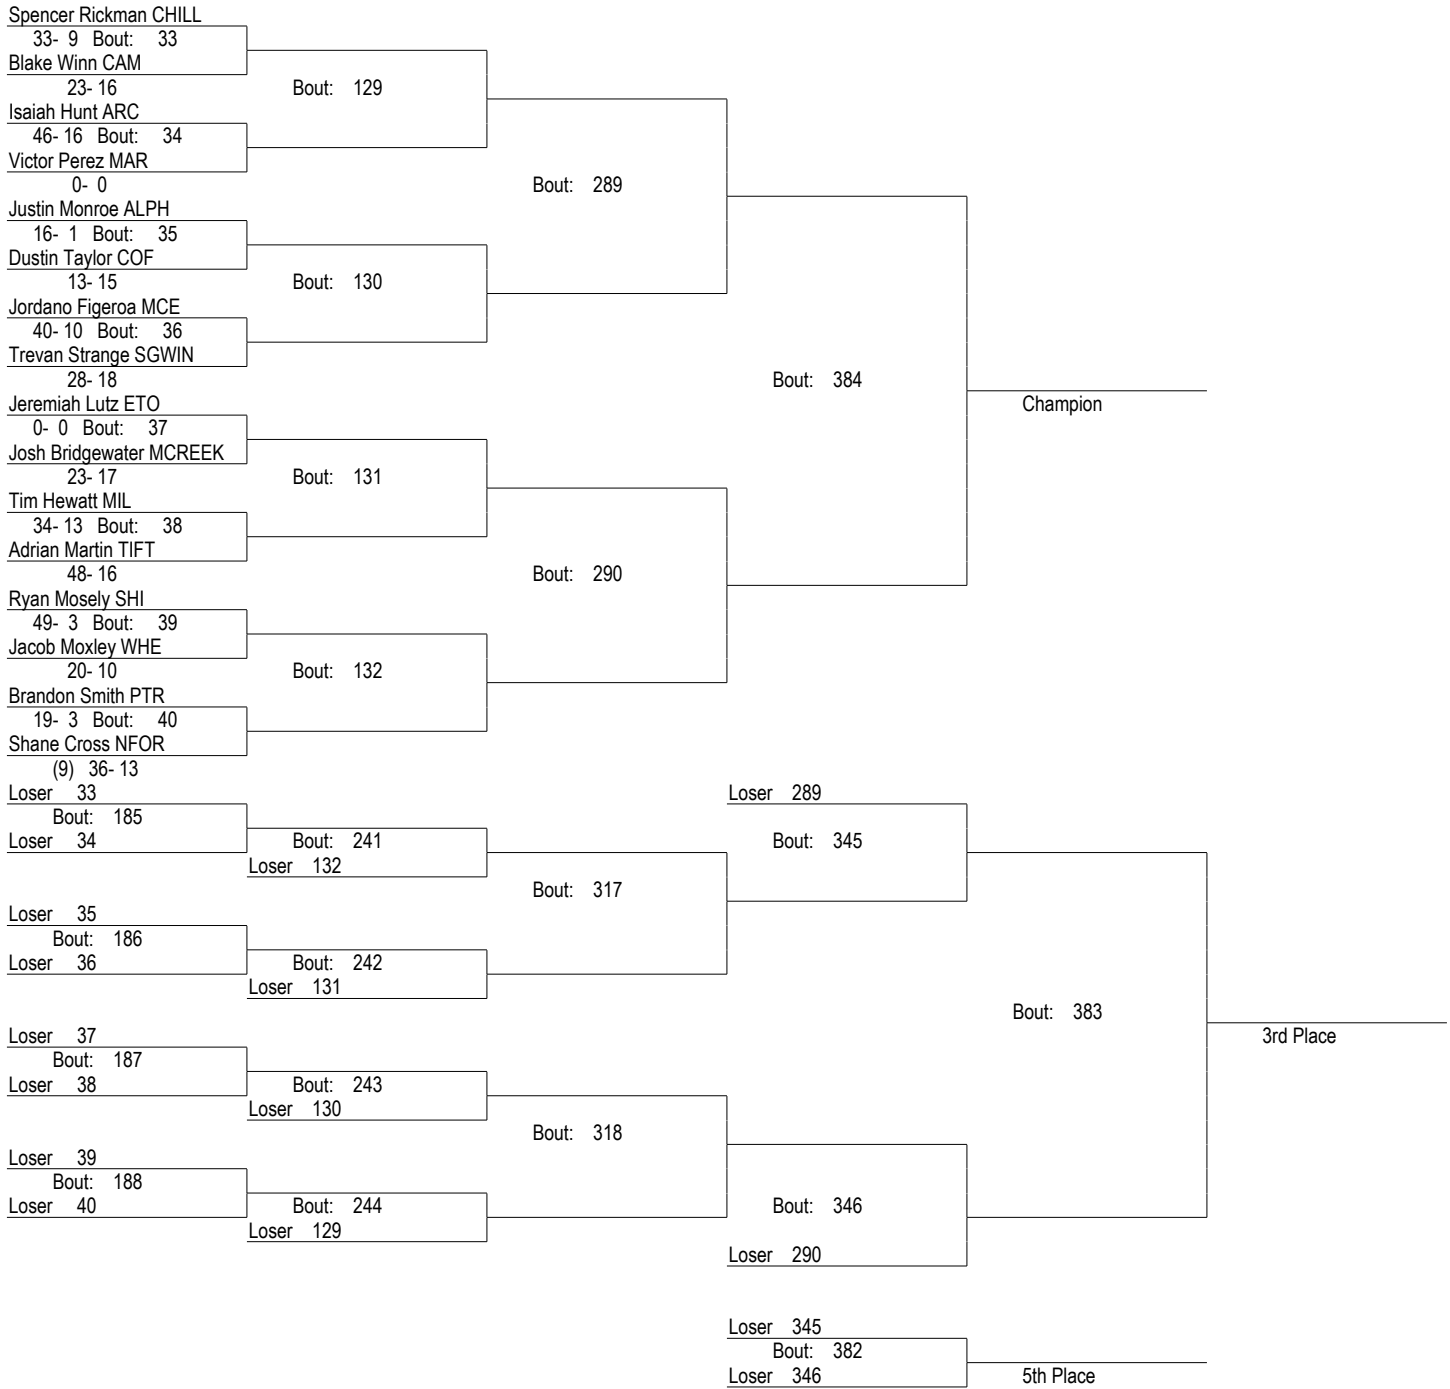 Spencer Rickman CHILL
33- 9 Bout: 33
Blake Winn CAM
23- 16 Bout: 129
Isaiah Hunt ARC
46- 16 Bout: 34
Victor Perez MAR
0- 0 Bout: 289
Justin Monroe ALPH
16- 1 Bout: 35
Dustin Taylor COF
13- 15 Bout: 130
Jordano Figeroa MCE
40- 10 Bout: 36
Trevan Strange SGWIN
28- 18 Bout: 384
Jeremiah Lutz ETO Champion
0- 0 Bout: 37
Josh Bridgewater MCREEK
23- 17 Bout: 131
Tim Hewatt MIL
34- 13 Bout: 38
Adrian Martin TIFT
48- 16 Bout: 290
Ryan Mosely SHI
49- 3 Bout: 39
Jacob Moxley WHE
20- 10 Bout: 132
Brandon Smith PTR
19- 3 Bout: 40
Shane Cross NFOR
(9) 36- 13
Loser 33 Loser 289
Bout: 185
Loser 34 Bout: 241 Bout: 345
Loser 132
Bout: 317
Loser 35
Bout: 186
Loser 36 Bout: 242
Loser 131
Bout: 383
Loser 37 3rd Place
Bout: 187
Loser 38 Bout: 243
Loser 130
Bout: 318
Loser 39
Bout: 188
Loser 40 Bout: 244 Bout: 346
Loser 129
Loser 290
Loser 345
Bout: 382
Loser 346 5th Place